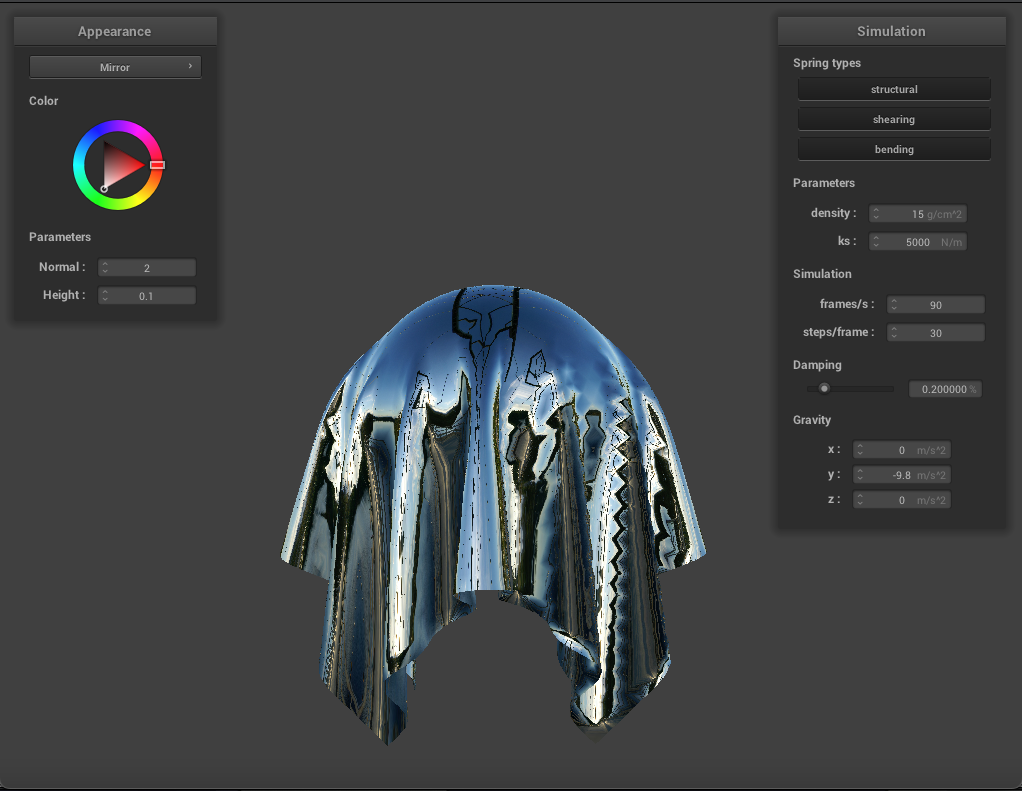 Appearance
Mirror
Color
Parameters
Normal : 2
Height : 0.1
Simulation
Spring types
structural
shearing
bending
Parameters
density : 15 g/cm^2
ks : 5000 N/m
Simulation
frames/s : 90
steps/frame : 30
Damping
0.200000 %
Gravity
x : 0 m/s^2
y : -9.8 m/s^2
z : 0 m/s^2